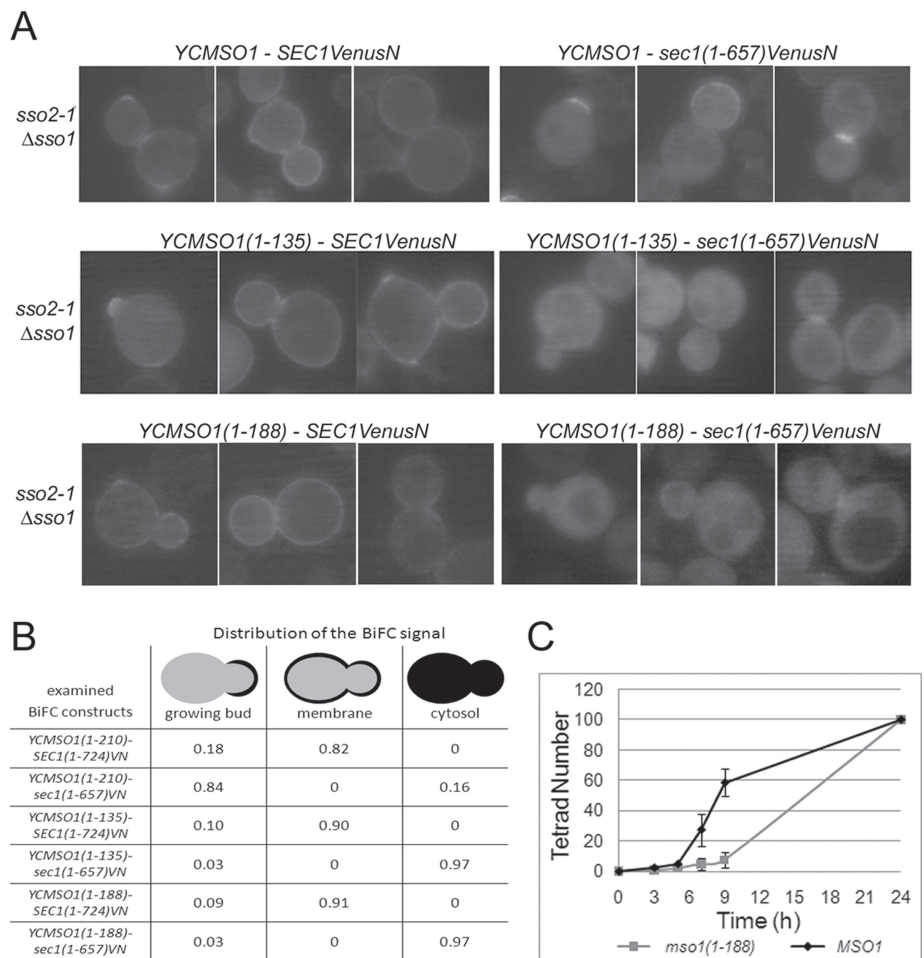 A
YCMSO1 - SEC1VenusN
YCMSO1 - sec1(1-657)VenusN
sso2-1
Δsso1
YCMSO1(1-135) - SEC1VenusN
YCMSO1(1-135) - sec1(1-657)VenusN
sso2-1
Δsso1
YCMSO1(1-188) - SEC1VenusN
YCMSO1(1-188) - sec1(1-657)VenusN
sso2-1
Δsso1
B
Distribution of the BiFC signal
examined
BiFC constructs
growing bud
membrane
cytosol
YCMSO1(1-210)-
SEC1(1-724)VN
0.18
0.82
0
YCMSO1(1-210)-
sec1(1-657)VN
0.84
0
0.16
YCMSO1(1-135)-
SEC1(1-724)VN
0.10
0.90
0
YCMSO1(1-135)-
sec1(1-657)VN
0.03
0
0.97
YCMSO1(1-188)-
SEC1(1-724)VN
0.09
0.91
0
YCMSO1(1-188)-
sec1(1-657)VN
0.03
0
0.97
C
Tetrad Number
120
100
80
60
40
20
0
0 3 6 9 12 15 18 21 24
Time (h)
mso1(1-188)
MSO1